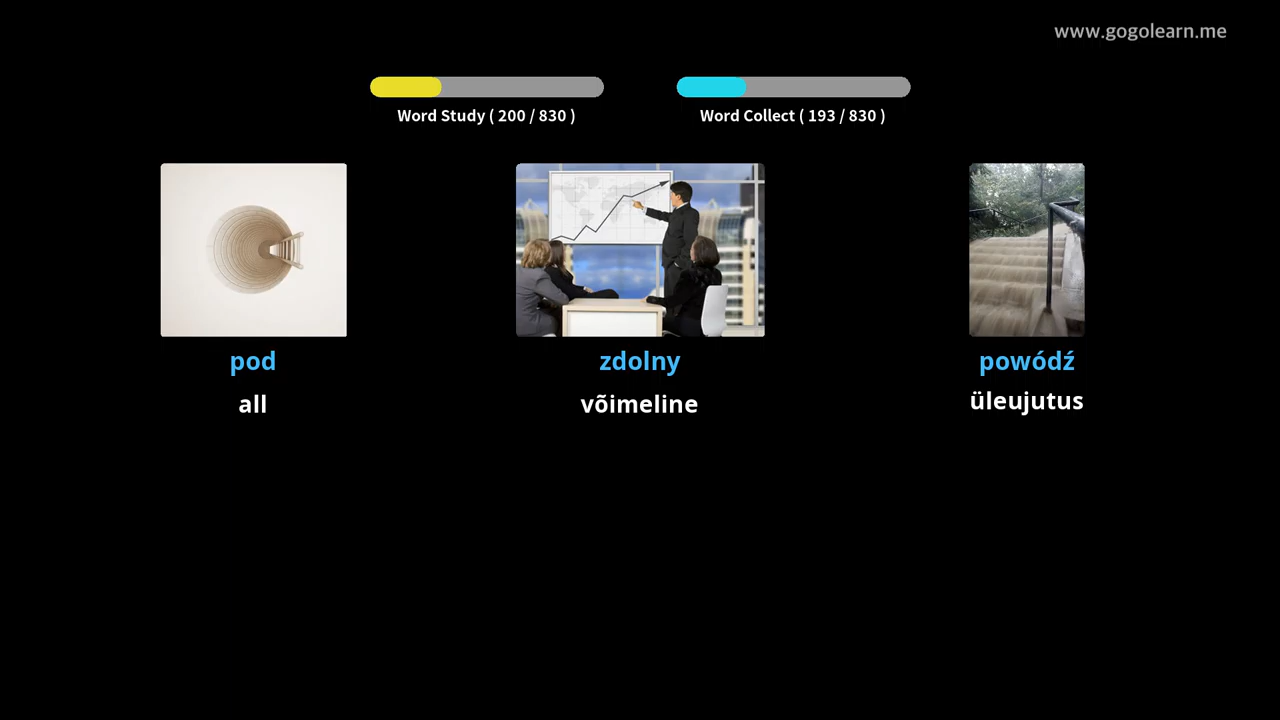 www.gogolearn.me
Word Study ( 200 / 830 )
Word Collect ( 193 / 830 )
pod
zdolny
powódź
all
võimeline
üleujutus